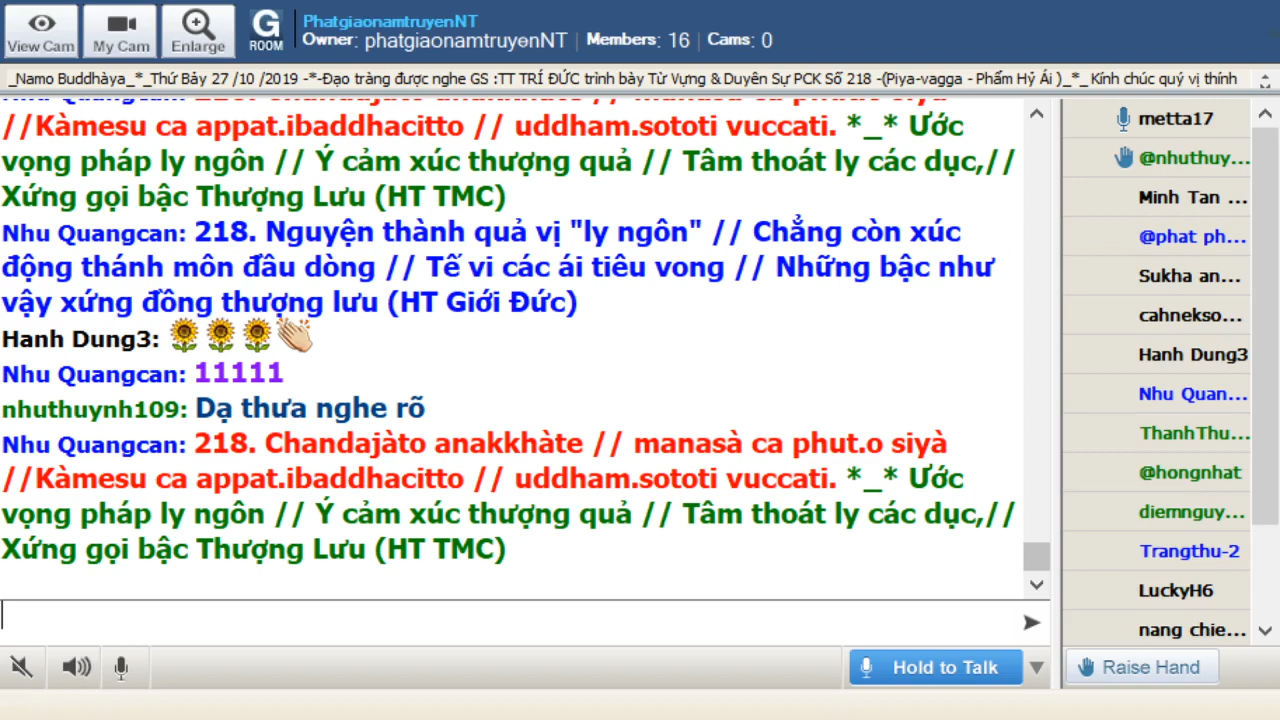 View Cam
My Cam
Enlarge
G
ROOM
PhatgiaonamtruyenNT
Owner: phatgiaonamtruyenNT | Members: 16 | Cams: 0
_Namo Buddhàya_*_Thứ Bảy 27 /10 /2019 -*-Đạo tràng được nghe GS :TT TRÍ ĐỨC trình bày Từ Vựng & Duyên Sự PCK Số 218 -(Piya-vagga - Phẩm Hỷ Ái )_*_Kính chúc quý vị thính
//Kàmesu ca appat.ibaddhacitto // uddham.sototi vuccati. *_* Ước
vọng pháp ly ngôn // Ý cảm xúc thượng quả // Tâm thoát ly các dục,//
Xứng gọi bậc Thượng Lưu (HT TMC)
Nhu Quangcan: 218. Nguyện thành quả vị "ly ngôn" // Chẳng còn xúc
động thánh môn đầu dòng // Tế vi các ái tiêu vong // Những bậc như
vậy xứng đồng thượng lưu (HT Giới Đức)
Hanh Dung3:
Nhu Quangcan: 11111
nhuthuynh109: Dạ thưa nghe rõ
Nhu Quangcan: 218. Chandajàto anakkhàte // manasà ca phut.o siyà
//Kàmesu ca appat.ibaddhacitto // uddham.sototi vuccati. *_* Ước
vọng pháp ly ngôn // Ý cảm xúc thượng quả // Tâm thoát ly các dục,//
Xứng gọi bậc Thượng Lưu (HT TMC)
Hold to Talk
metta17
@nhuthuy...
Minh Tan ...
@phat ph...
Sukha an...
cahnekso...
Hanh Dung3
Nhu Quan...
ThanhThu...
@hongnhat
diemnguy...
Trangthu-2
LuckyH6
nang chie...
Raise Hand